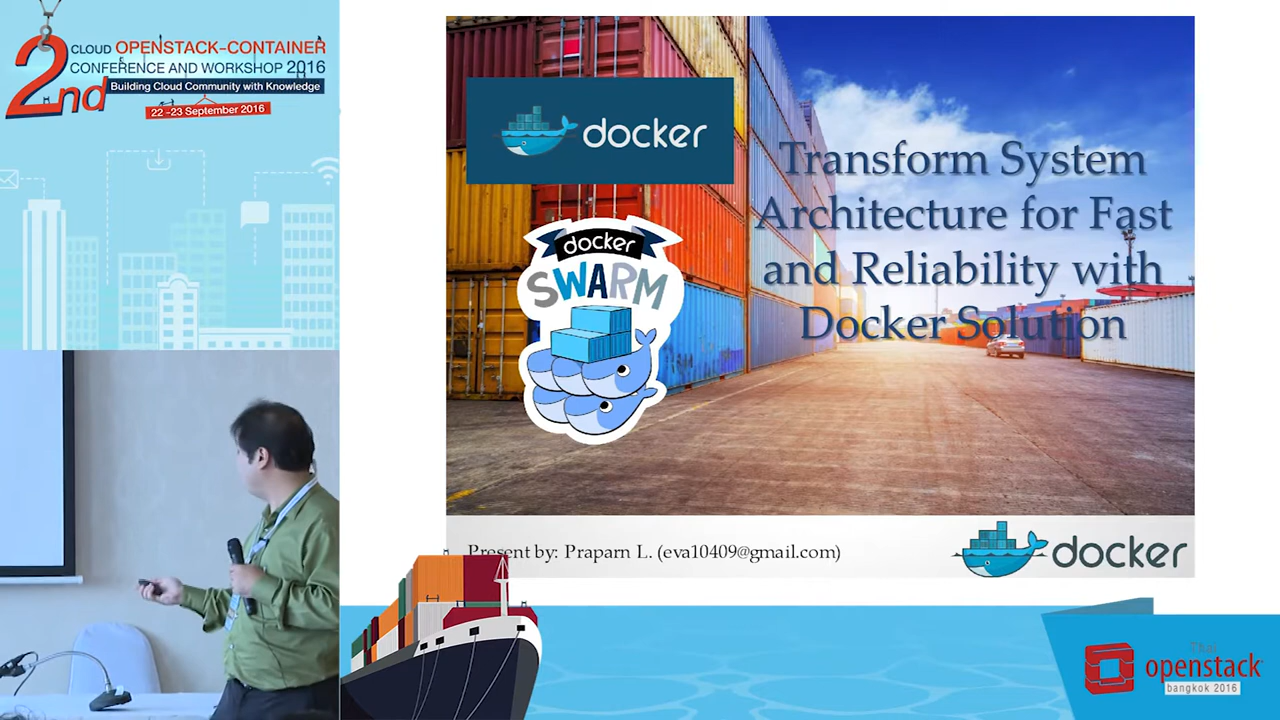 2nd
CLOUD OPENSTACK-CONTAINER
CONFERENCE AND WORKSHOP 2016
Building Cloud Community with Knowledge
22 -23 September 2016
docker
docker
SWARM
Transform System
Architecture for Fast
and Reliability with
Docker Solution
Present by: Praparn L. (eva10409@gmail.com)
docker
Thai
openstack
bangkok 2016